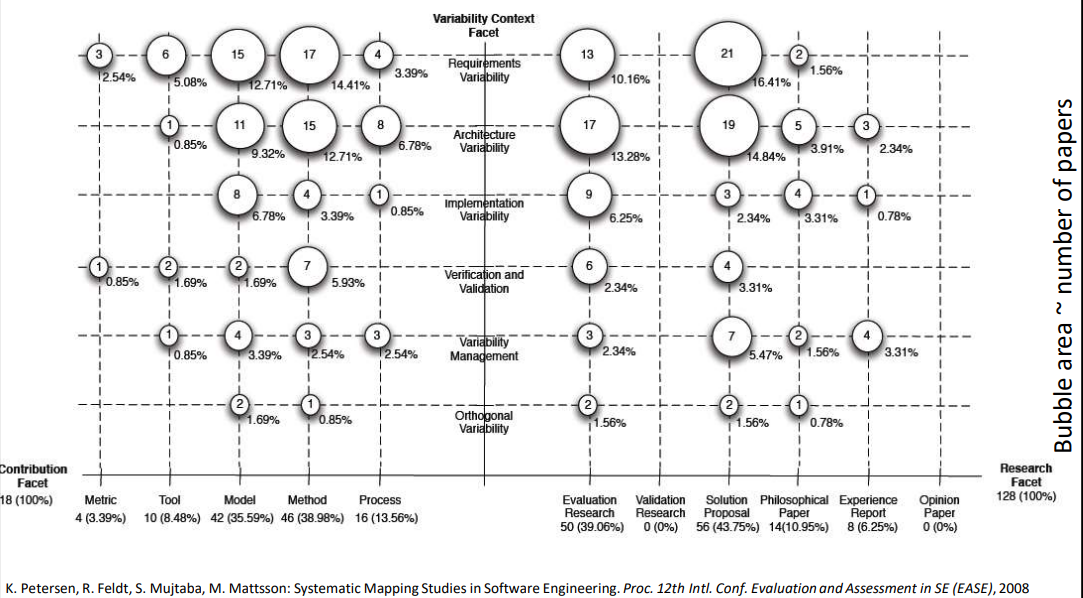 Variability Context
Facet
3 6 15 17 4 13 21 2
2.54% 5.08% 12.71% 14.41% 3.39% 10.16% 16.41% 1.56%
Requirements
Variability
1 11 15 8 17 19 5 3
0.85% 9.32% 12.71% 6.78% 13.28% 14.84% 3.91% 2.34%
Architecture
Variability
8 4 1 9 3 4 1
6.78% 3.39% 0.85% 6.25% 2.34% 3.31% 0.78%
Implementation
Variability
1 2 2 7 6 4
0.85% 1.69% 1.69% 5.93% 2.34% 3.31%
Verification and
Validation
1 4 3 3 3 7 2 4
0.85% 3.39% 2.54% 2.54% 2.34% 5.47% 1.56% 3.31%
Variability
Management
2 1 2 2 1
1.69% 0.85% 1.56% 1.56% 0.78%
Orthogonal
Variability
Contribution
Facet
18 (100%)
Metric
4 (3.39%)
Tool
10 (8.48%)
Model
42 (35.59%)
Method
46 (38.98%)
Process
16 (13.56%)
Evaluation
Research
50 (39.06%)
Validation
Research
0 (0%)
Solution
Proposal
56 (43.75%)
Philosophical
Paper
14(10.95%)
Experience
Report
8 (6.25%)
Opinion
Paper
0 (0%)
Research
Facet
128 (100%)
Bubble area ~ number of papers
K. Petersen, R. Feldt, S. Mujtaba, M. Mattsson: Systematic Mapping Studies in Software Engineering. Proc. 12th Intl. Conf. Evaluation and Assessment in SE (EASE), 2008